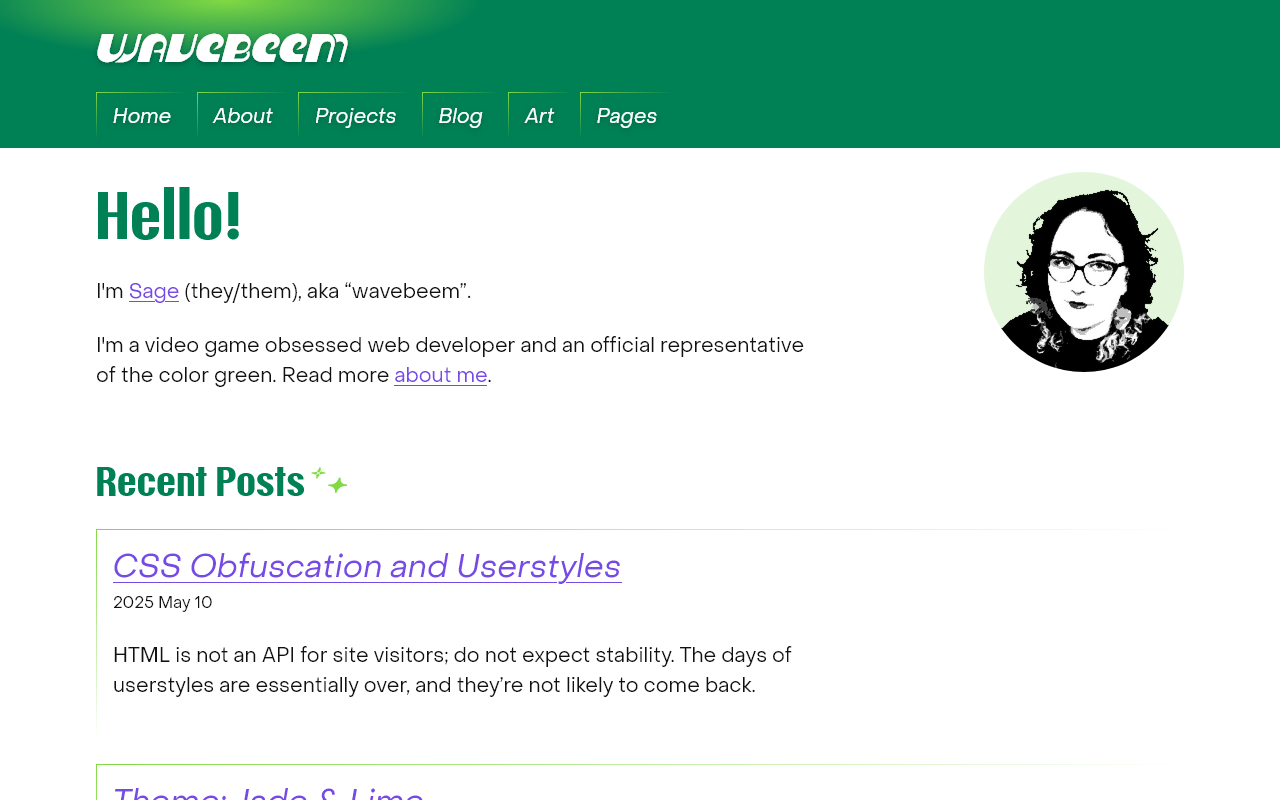 WAVEBEEM
Home
About
Projects
Blog
Art
Pages
Hello!
I'm Sage (they/them), aka “wavebeem”.
I'm a video game obsessed web developer and an official representative
of the color green. Read more about me.
Recent Posts
CSS Obfuscation and Userstyles
2025 May 10
HTML is not an API for site visitors; do not expect stability. The days of
userstyles are essentially over, and they’re not likely to come back.
Theme: Jade & Lime